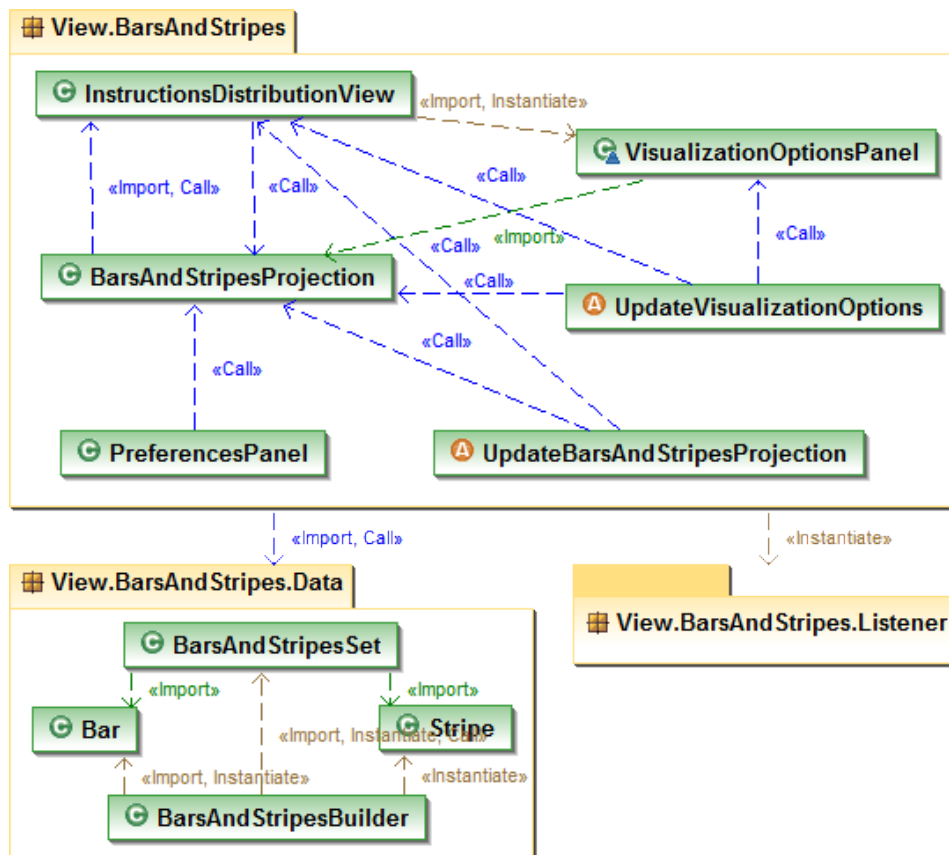 View.BarsAndStripes
C InstructionsDistributionView
«Import, Instantiate»
C VisualizationOptionsPanel
«Import, Call»
«Call»
«Call»
«Call»
«Import»
«Call»
C BarsAndStripesProjection
«Call»
A UpdateVisualizationOptions
«Call»
«Call»
C PreferencesPanel
A UpdateBarsAndStripesProjection
«Import, Call»
«Instantiate»
View.BarsAndStripes.Data
View.BarsAndStripes.Listener
C BarsAndStripesSet
«Import»
«Import»
C Bar
«Import, Instantiate, Call»
C Stripe
«Import, Instantiate»
«Instantiate»
C BarsAndStripesBuilder